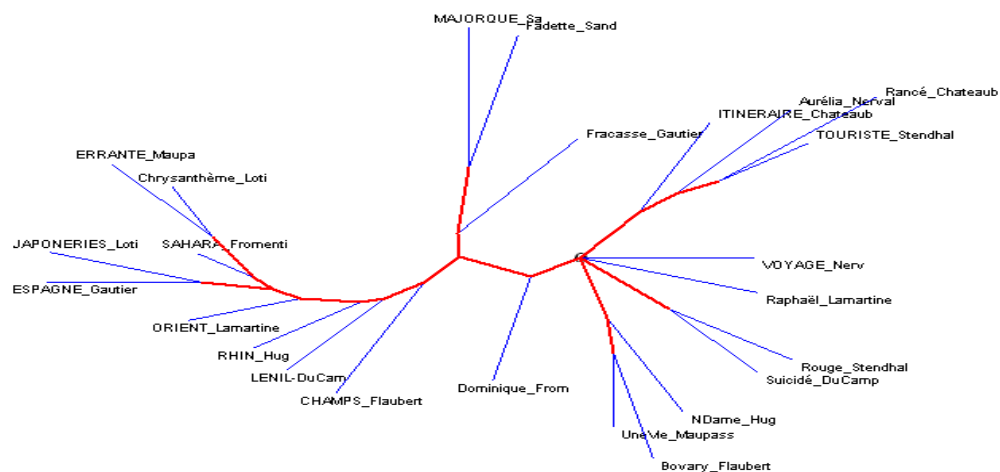 MAJORQUE_Sa
Fadette_Sand
Rancé_Chateaub
Aurélia_Nerval
ITINERAIRE_Chateaub
TOURISTE_Stendhal
Fracasse_Gautier
ERRANTE_Maupa
Chrysanthème_Loti
JAPONERIES_Loti
SAHARA_Fromenti
VOYAGE_Nerv
ESPAGNE_Gautier
Raphaël_Lamartine
ORIENT_Lamartine
RHIN_Hug
Rouge_Stendhal
LENIL-DuCam
Suicidé_DuCamp
Dominique_From
CHAMPS_Flaubert
NDame_Hug
UneVie_Maupass
Bovary_Flaubert